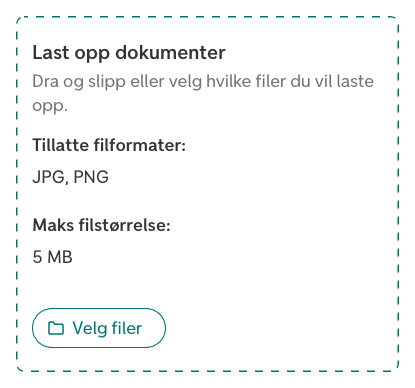 Last opp dokumenter
Dra og slipp eller velg hvilke filer du vil laste
opp.
Tillatte filformater:
JPG, PNG
Maks filstørrelse:
5 MB
Velg filer